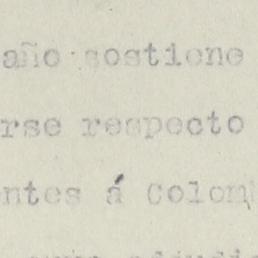 año sostiene
rse respecto
ntes á Colom